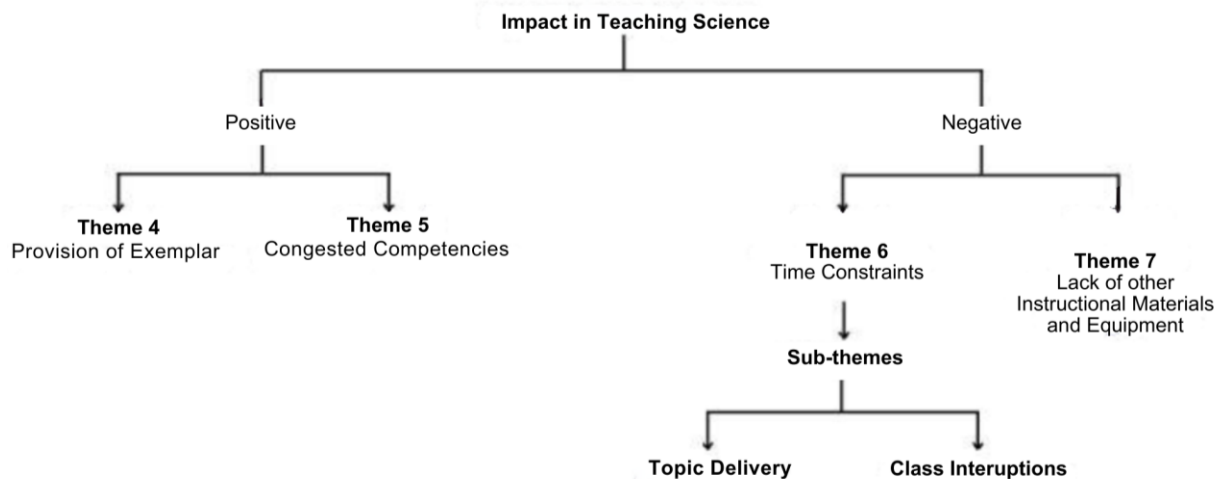 Impact in Teaching Science
Positive
Negative
Theme 4
Provision of Exemplar
Theme 5
Congested Competencies
Theme 6
Time Constraints
Theme 7
Lack of other
Instructional Materials
and Equipment
Sub-themes
Topic Delivery
Class Interuptions